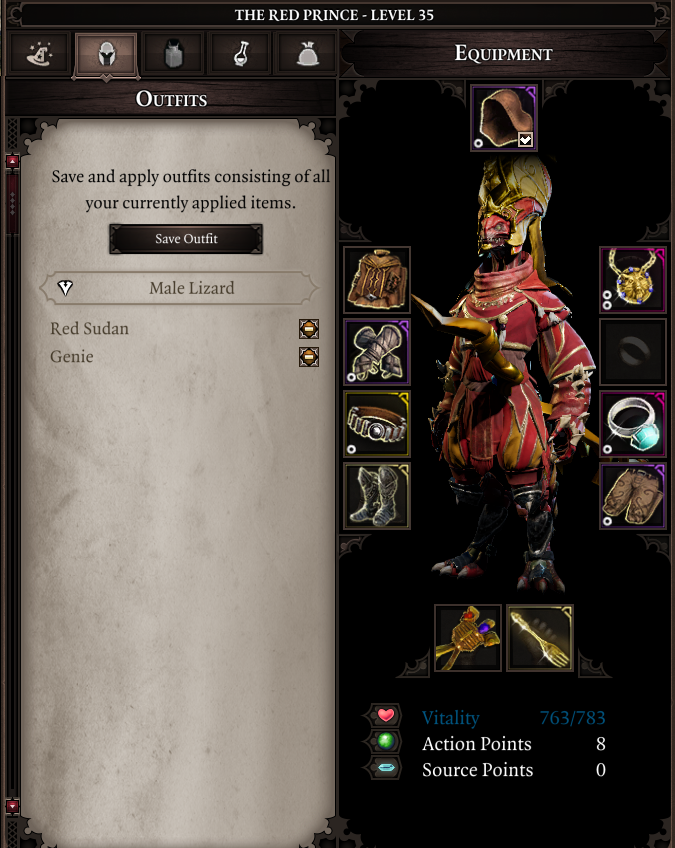 THE RED PRINCE - LEVEL 35
OUTFITS
Save and apply outfits consisting of all
your currently applied items.
Save Outfit
Male Lizard
Red Sudan
Genie
EQUIPMENT
Vitality 763/783
Action Points 8
Source Points 0